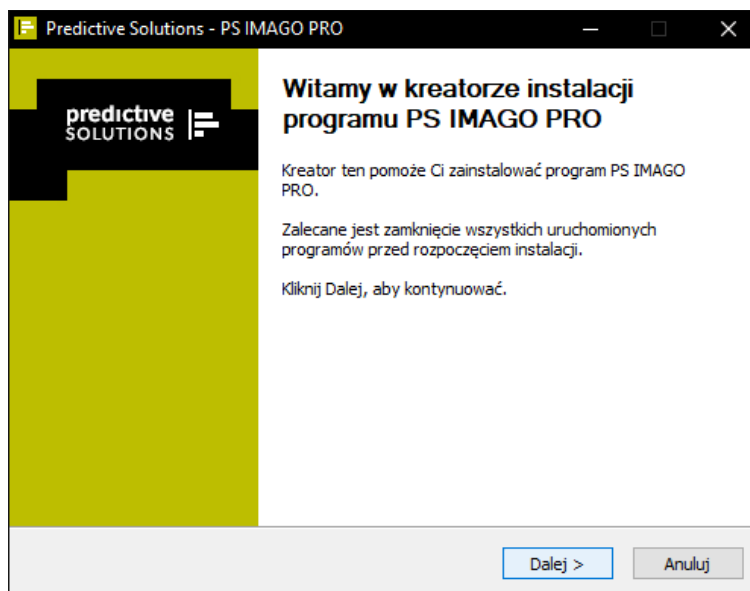 Predictive Solutions - PS IMAGO PRO
predictive
SOLUTIONS
Witamy w kreatorze instalacji
programu PS IMAGO PRO
Kreator ten pomoże Ci zainstalować program PS IMAGO
PRO.
Zalecane jest zamknięcie wszystkich uruchomionych
programów przed rozpoczęciem instalacji.
Kliknij Dalej, aby kontynuować.
Dalej >
Anuluj